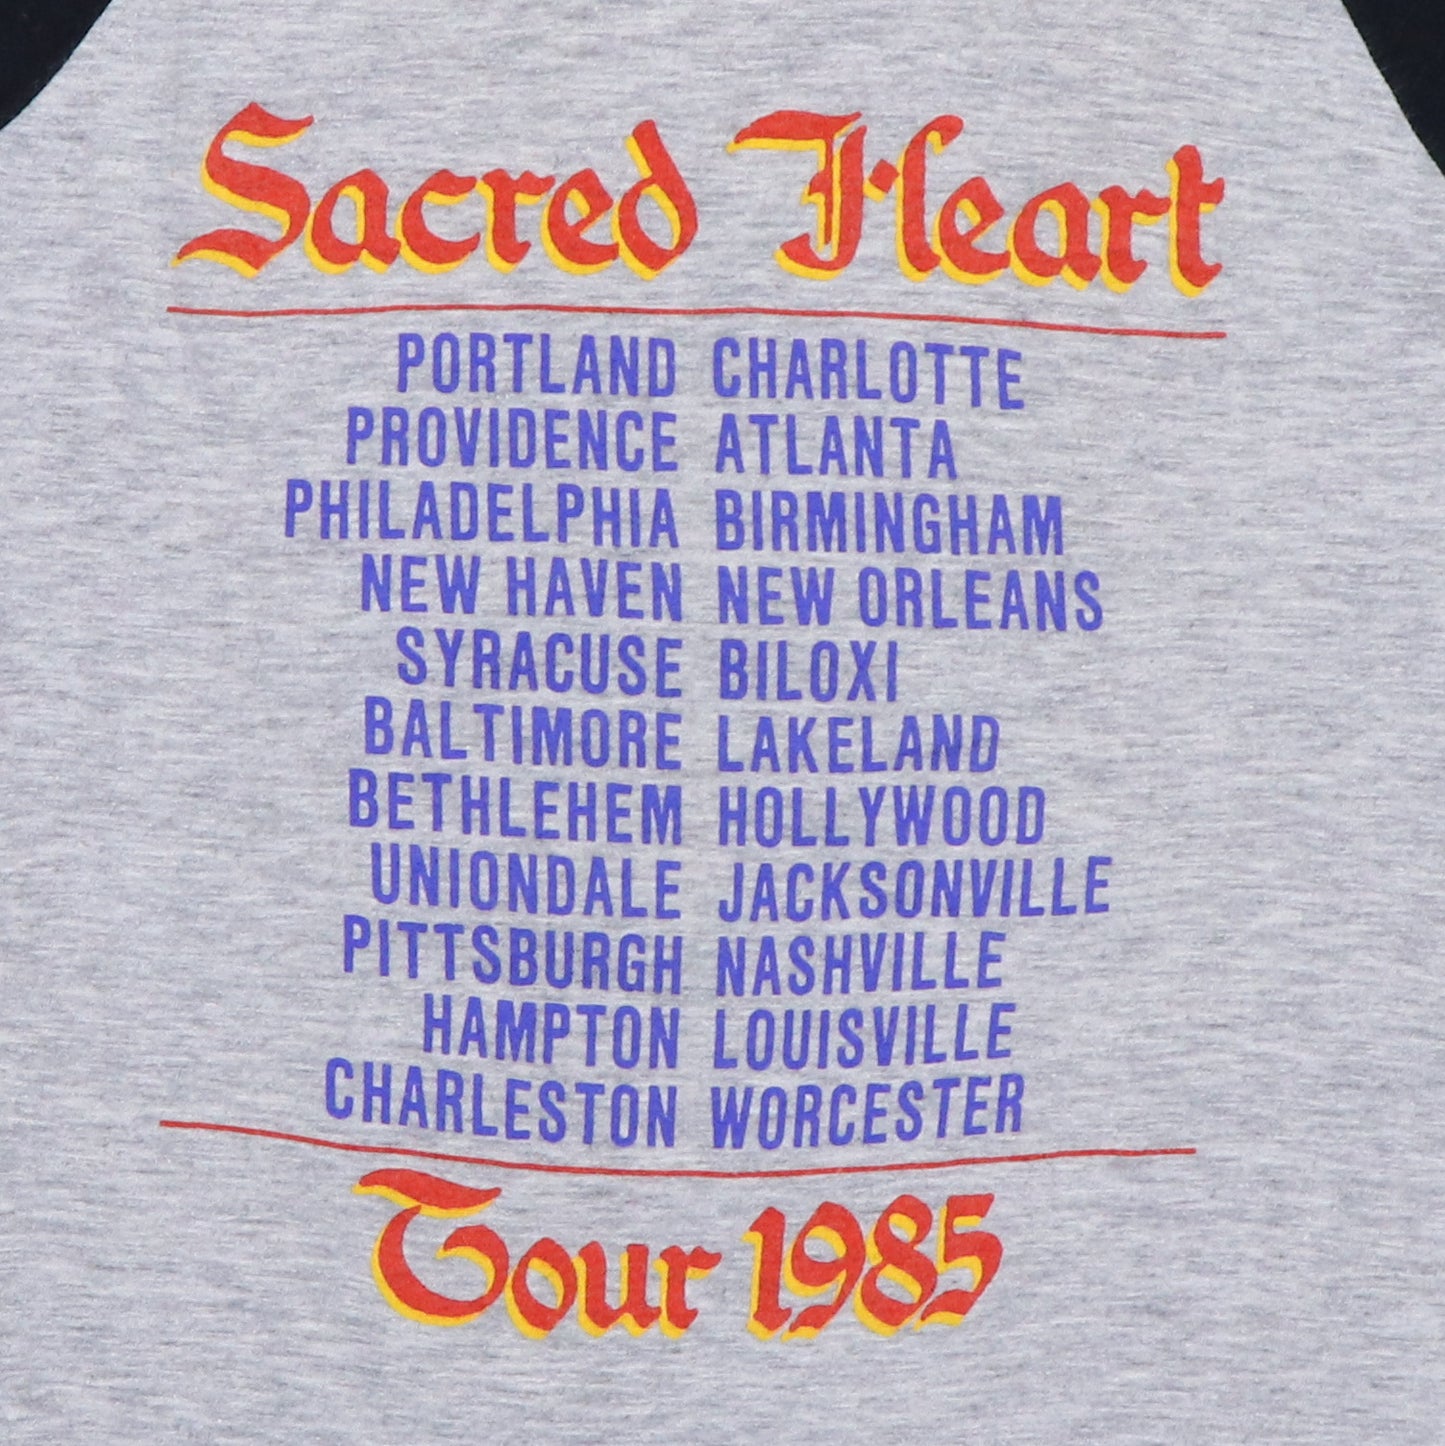 Sacred Heart
PORTLAND CHARLOTTE
PROVIDENCE ATLANTA
PHILADELPHIA BIRMINGHAM
NEW HAVEN NEW ORLEANS
SYRACUSE BILOXI
BALTIMORE LAKELAND
BETHLEHEM HOLLYWOOD
UNIONDALE JACKSONVILLE
PITTSBURGH NASHVILLE
HAMPTON LOUISVILLE
CHARLESTON WORCESTER
Tour 1985